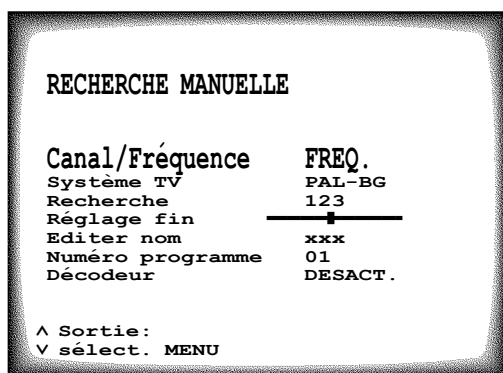 RECHERCHE MANUELLE
Canal/Fréquence FREQ.
Système TV PAL-BG
Recherche 123
Réglage fin
Editer nom xxx
Numéro programme 01
Décodeur DESACT.
∧ Sortie:
∨ sélect. MENU